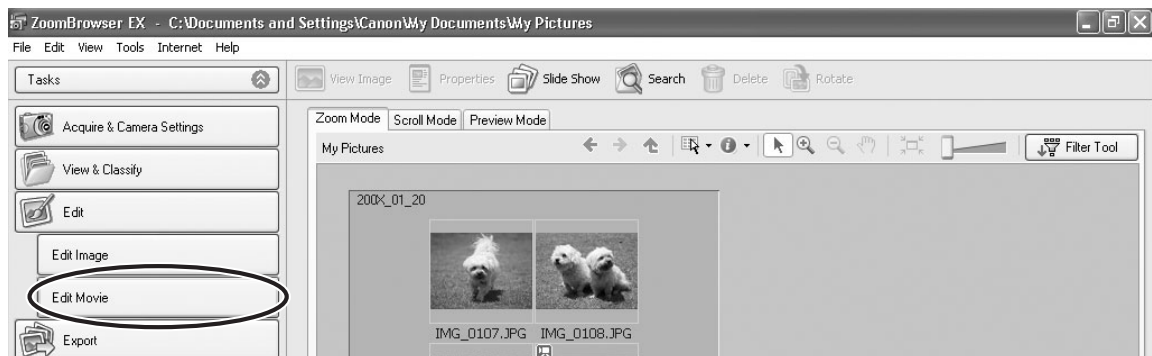 ZoomBrowser EX - C:\Documents and Settings\Canon\My Documents\My Pictures
File Edit View Tools Internet Help
Tasks
View Image Properties Slide Show Search Delete Rotate
Acquire & Camera Settings
View & Classify
Edit
Edit Image
Edit Movie
Export
Zoom Mode Scroll Mode Preview Mode
My Pictures
Filter Tool
200X_01_20
IMG_0107.JPG IMG_0108.JPG